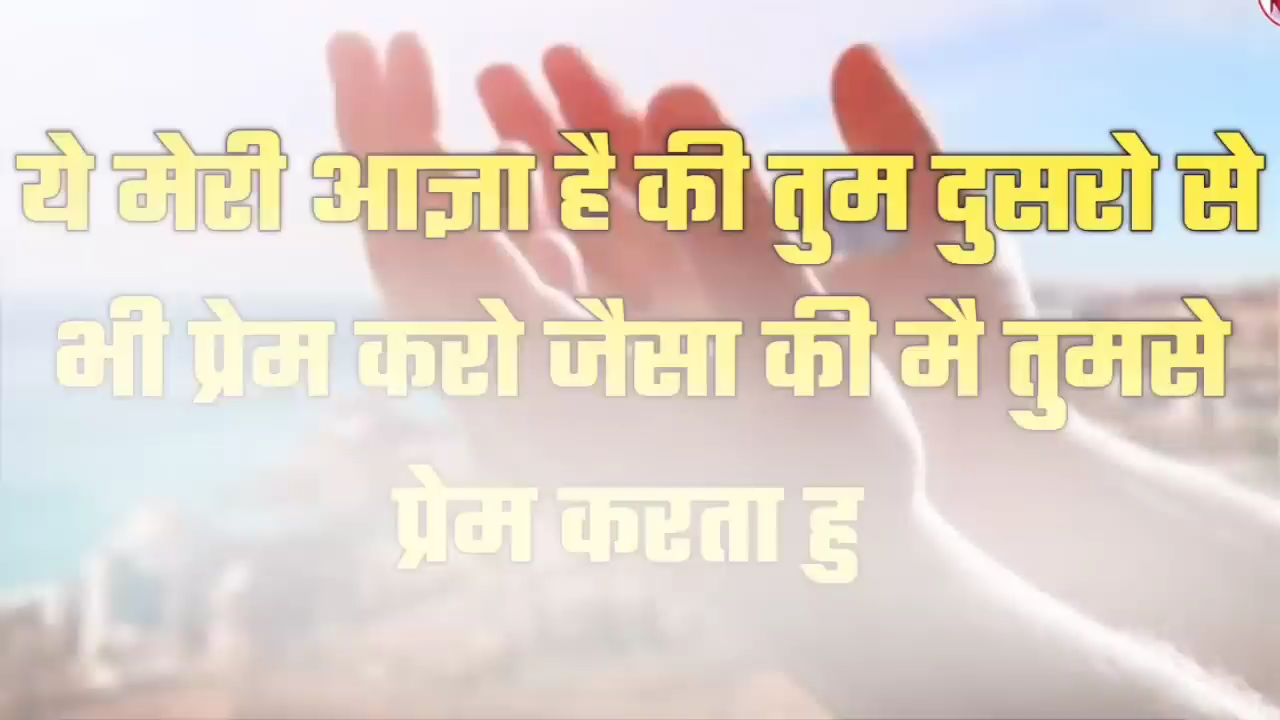 ये मेरी आज्ञा है की तुम दुसरो से
भी प्रेम करो जैसा की मै तुमसे
प्रेम करता हु